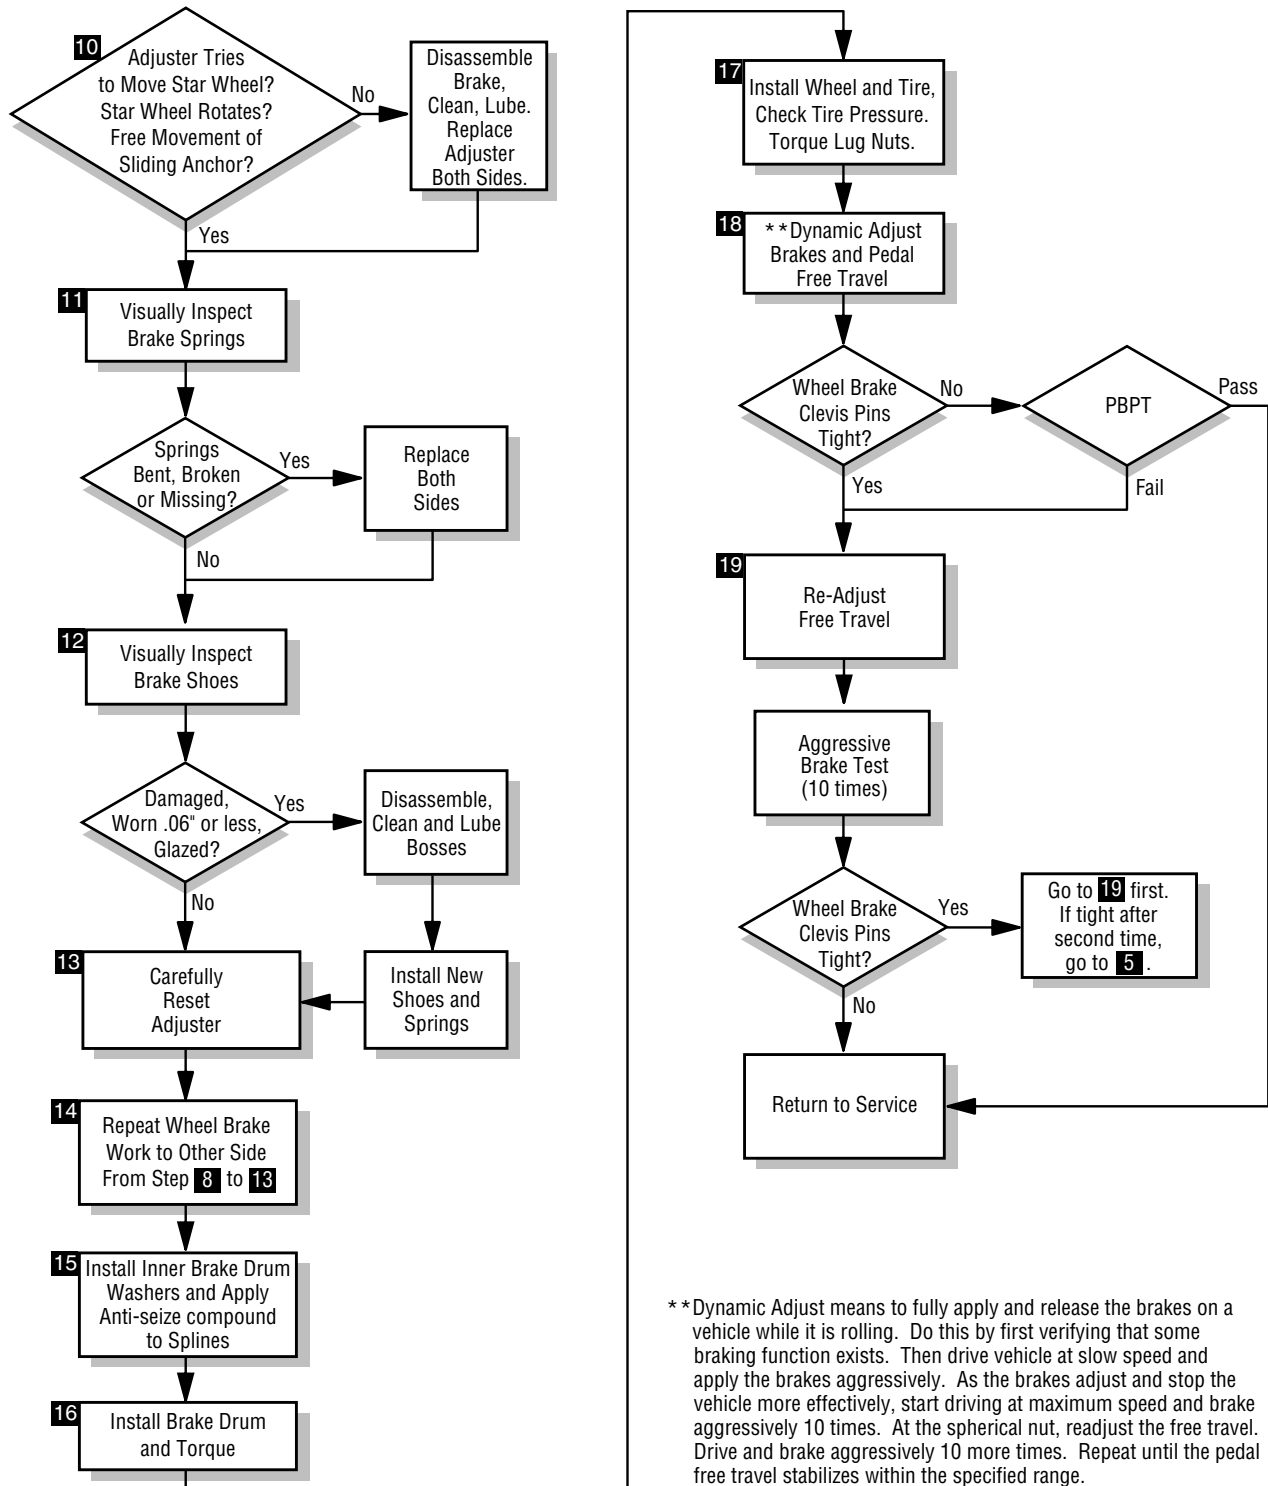 10
Adjuster Tries
to Move Star Wheel?
Star Wheel Rotates?
Free Movement of
Sliding Anchor?
No
Disassemble
Brake,
Clean, Lube.
Replace
Adjuster
Both Sides.
Yes
11
Visually Inspect
Brake Springs
Springs
Bent, Broken
or Missing?
Yes
Replace
Both
Sides
No
12
Visually Inspect
Brake Shoes
Damaged,
Worn .06" or less,
Glazed?
Yes
Disassemble,
Clean and Lube
Bosses
No
13
Carefully
Reset
Adjuster
Install New
Shoes and
Springs
14
Repeat Wheel Brake
Work to Other Side
From Step 8 to 13
15
Install Inner Brake Drum
Washers and Apply
Anti-seize compound
to Splines
16
Install Brake Drum
and Torque
17
Install Wheel and Tire,
Check Tire Pressure.
Torque Lug Nuts.
18
**Dynamic Adjust
Brakes and Pedal
Free Travel
Wheel Brake
Clevis Pins
Tight?
No
PBPT
Pass
Yes
Fail
19
Re-Adjust
Free Travel
Aggressive
Brake Test
(10 times)
Wheel Brake
Clevis Pins
Tight?
Yes
Go to 19 first.
If tight after
second time,
go to 5 .
No
Return to Service
**Dynamic Adjust means to fully apply and release the brakes on a
vehicle while it is rolling. Do this by first verifying that some
braking function exists. Then drive vehicle at slow speed and
apply the brakes aggressively. As the brakes adjust and stop the
vehicle more effectively, start driving at maximum speed and brake
aggressively 10 times. At the spherical nut, readjust the free travel.
Drive and brake aggressively 10 more times. Repeat until the pedal
free travel stabilizes within the specified range.